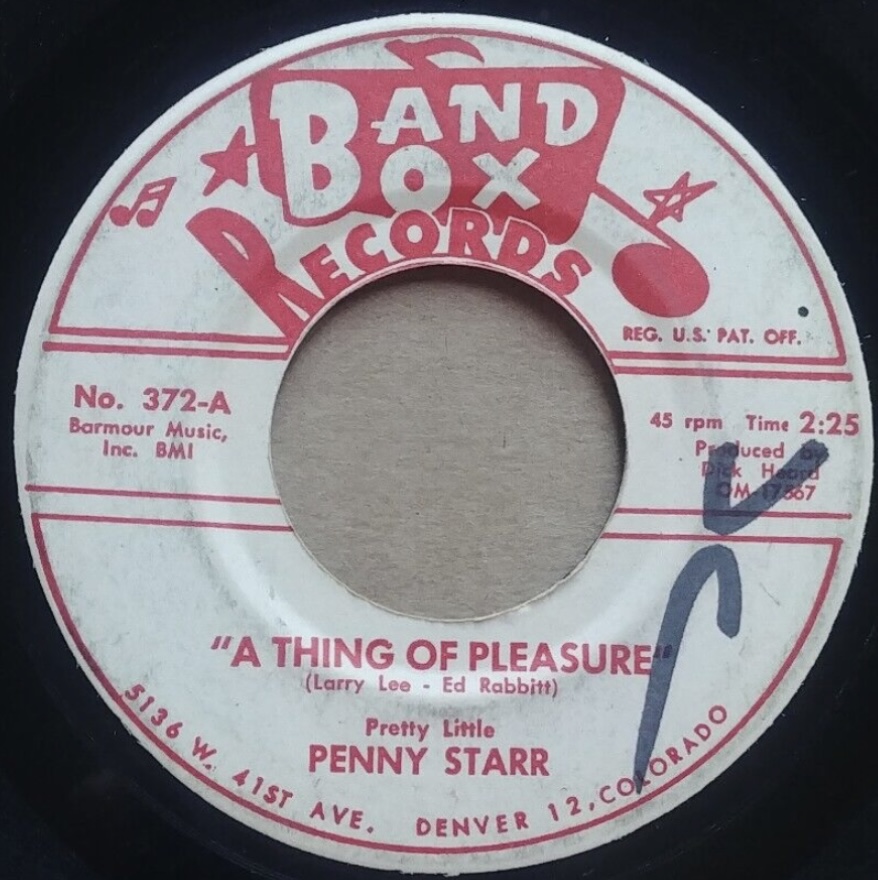 BAND
BOX
RECORDS
REG. U.S. PAT. OFF.
No. 372-A
Barmour Music,
Inc. BMI
45 rpm Time 2:25
Produced by
Dick Heard
OM-17567
"A THING OF PLEASURE"
(Larry Lee - Ed Rabbitt)
Pretty Little
PENNY STARR
5136 W. 41ST AVE. DENVER 12, COLORADO